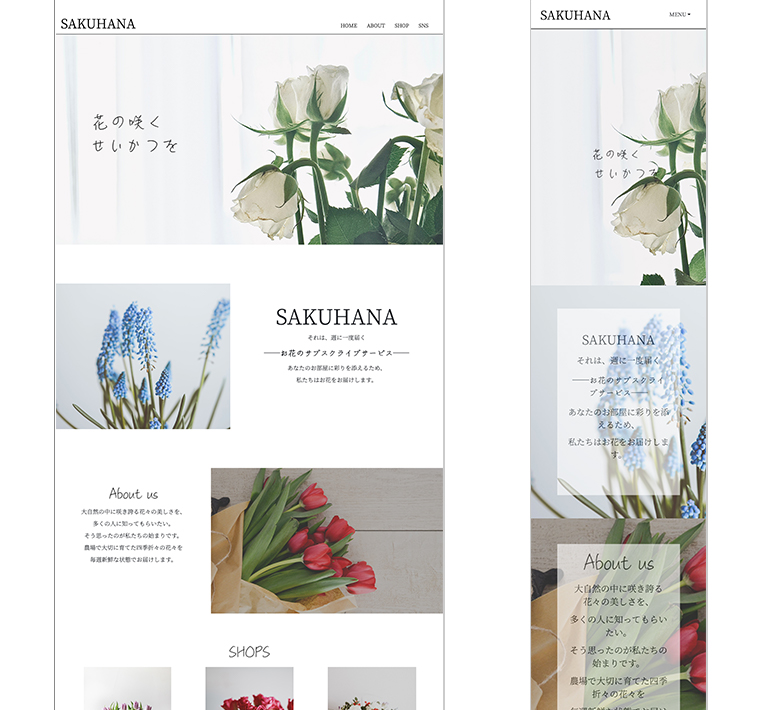 SAKUHANA
HOME ABOUT SHOP SNS
花の咲く
せいかつを
SAKUHANA
それは、週に一度届く
──お花のサブスクライブサービス──
あなたのお部屋に彩りを添えるため、
私たちはお花をお届けします。
About us
大自然の中に咲き誇る花々の美しさを、
多くの人に知ってもらいたい。
そう思ったのが私たちの始まりです。
農場で大切に育てた四季折々の花々を
毎週新鮮な状態でお届けします。
SHOPS
SAKUHANA
MENU
花の咲く
せいかつを
SAKUHANA
それは、週に一度届く
──お花のサブスクライ
ブサービス──
あなたのお部屋に彩りを添
えるため、
私たちはお花をお届けしま
す。
About us
大自然の中に咲き誇る
花々の美しさを、
多くの人に知ってもらい
たい。
そう思ったのが私たちの
始まりです。
農場で大切に育てた四季
折々の花々を